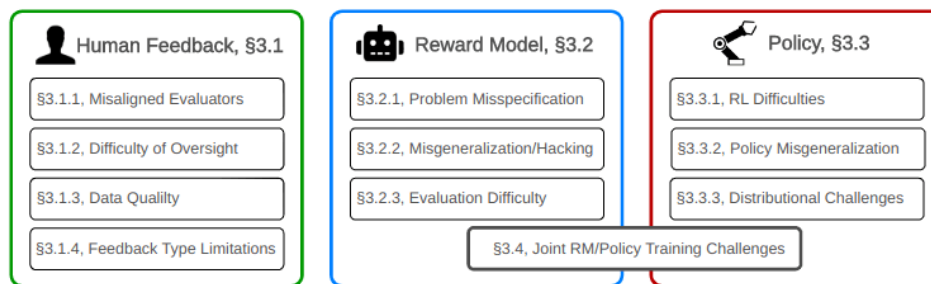 Human Feedback, §3.1
§3.1.1, Misaligned Evaluators
§3.1.2, Difficulty of Oversight
§3.1.3, Data Qualilty
§3.1.4, Feedback Type Limitations
Reward Model, §3.2
§3.2.1, Problem Misspecification
§3.2.2, Misgeneralization/Hacking
§3.2.3, Evaluation Difficulty
Policy, §3.3
§3.3.1, RL Difficulties
§3.3.2, Policy Misgeneralization
§3.3.3, Distributional Challenges
§3.4, Joint RM/Policy Training Challenges